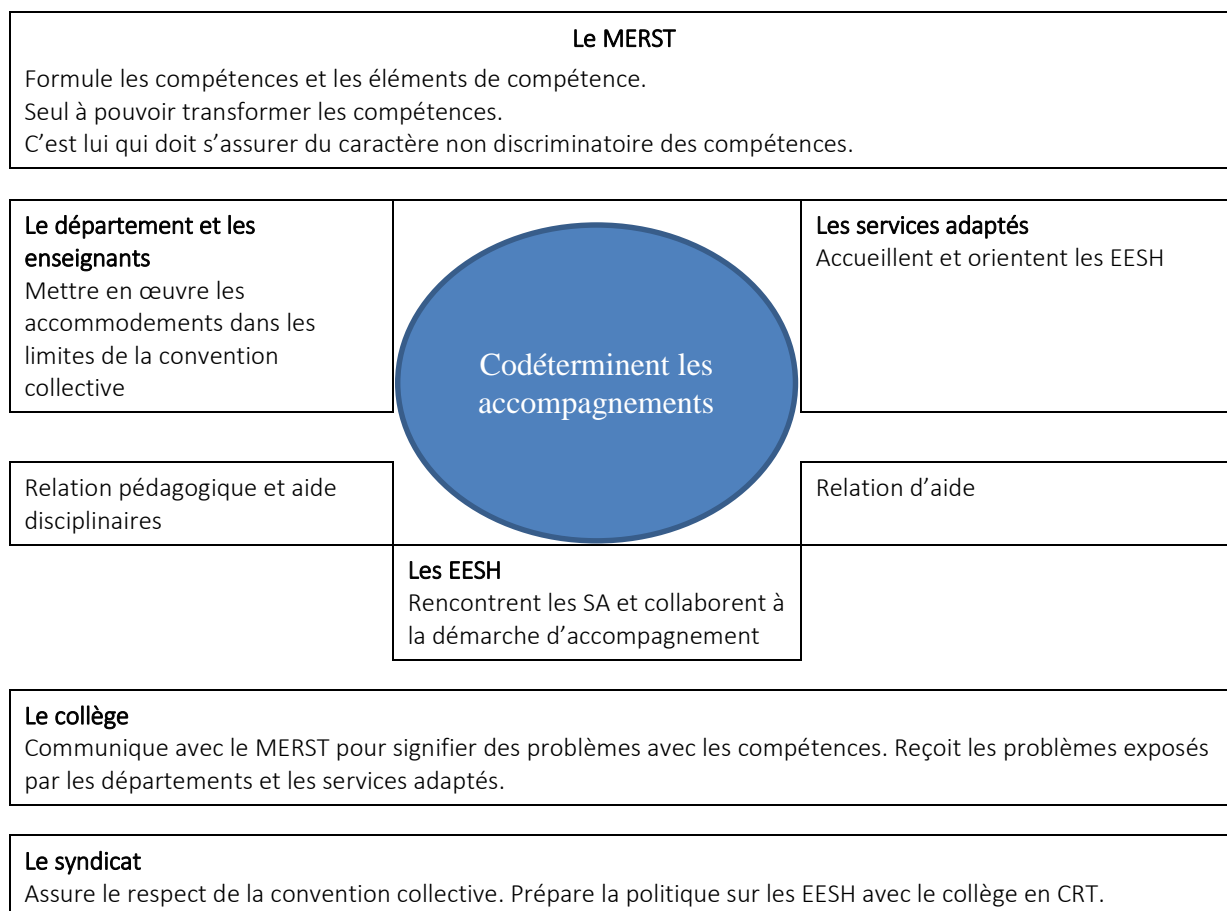 Le MERST
Formule les compétences et les éléments de compétence.
Seul à pouvoir transformer les compétences.
C’est lui qui doit s’assurer du caractère non discriminatoire des compétences.
Le département et les
enseignants
Mettre en œuvre les
accommodements dans les
limites de la convention
collective
Codéterminent les
accompagnements
Les services adaptés
Accueillent et orientent les EESH
Relation pédagogique et aide
disciplinaires
Relation d’aide
Les EESH
Rencontrent les SA et collaborent à
la démarche d’accompagnement
Le collège
Communique avec le MERST pour signifier des problèmes avec les compétences. Reçoit les problèmes exposés
par les départements et les services adaptés.
Le syndicat
Assure le respect de la convention collective. Prépare la politique sur les EESH avec le collège en CRT.